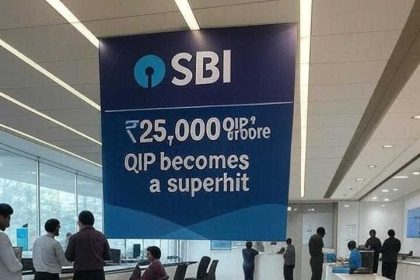 SBI
₹25,000
QIP becomes
a superhit